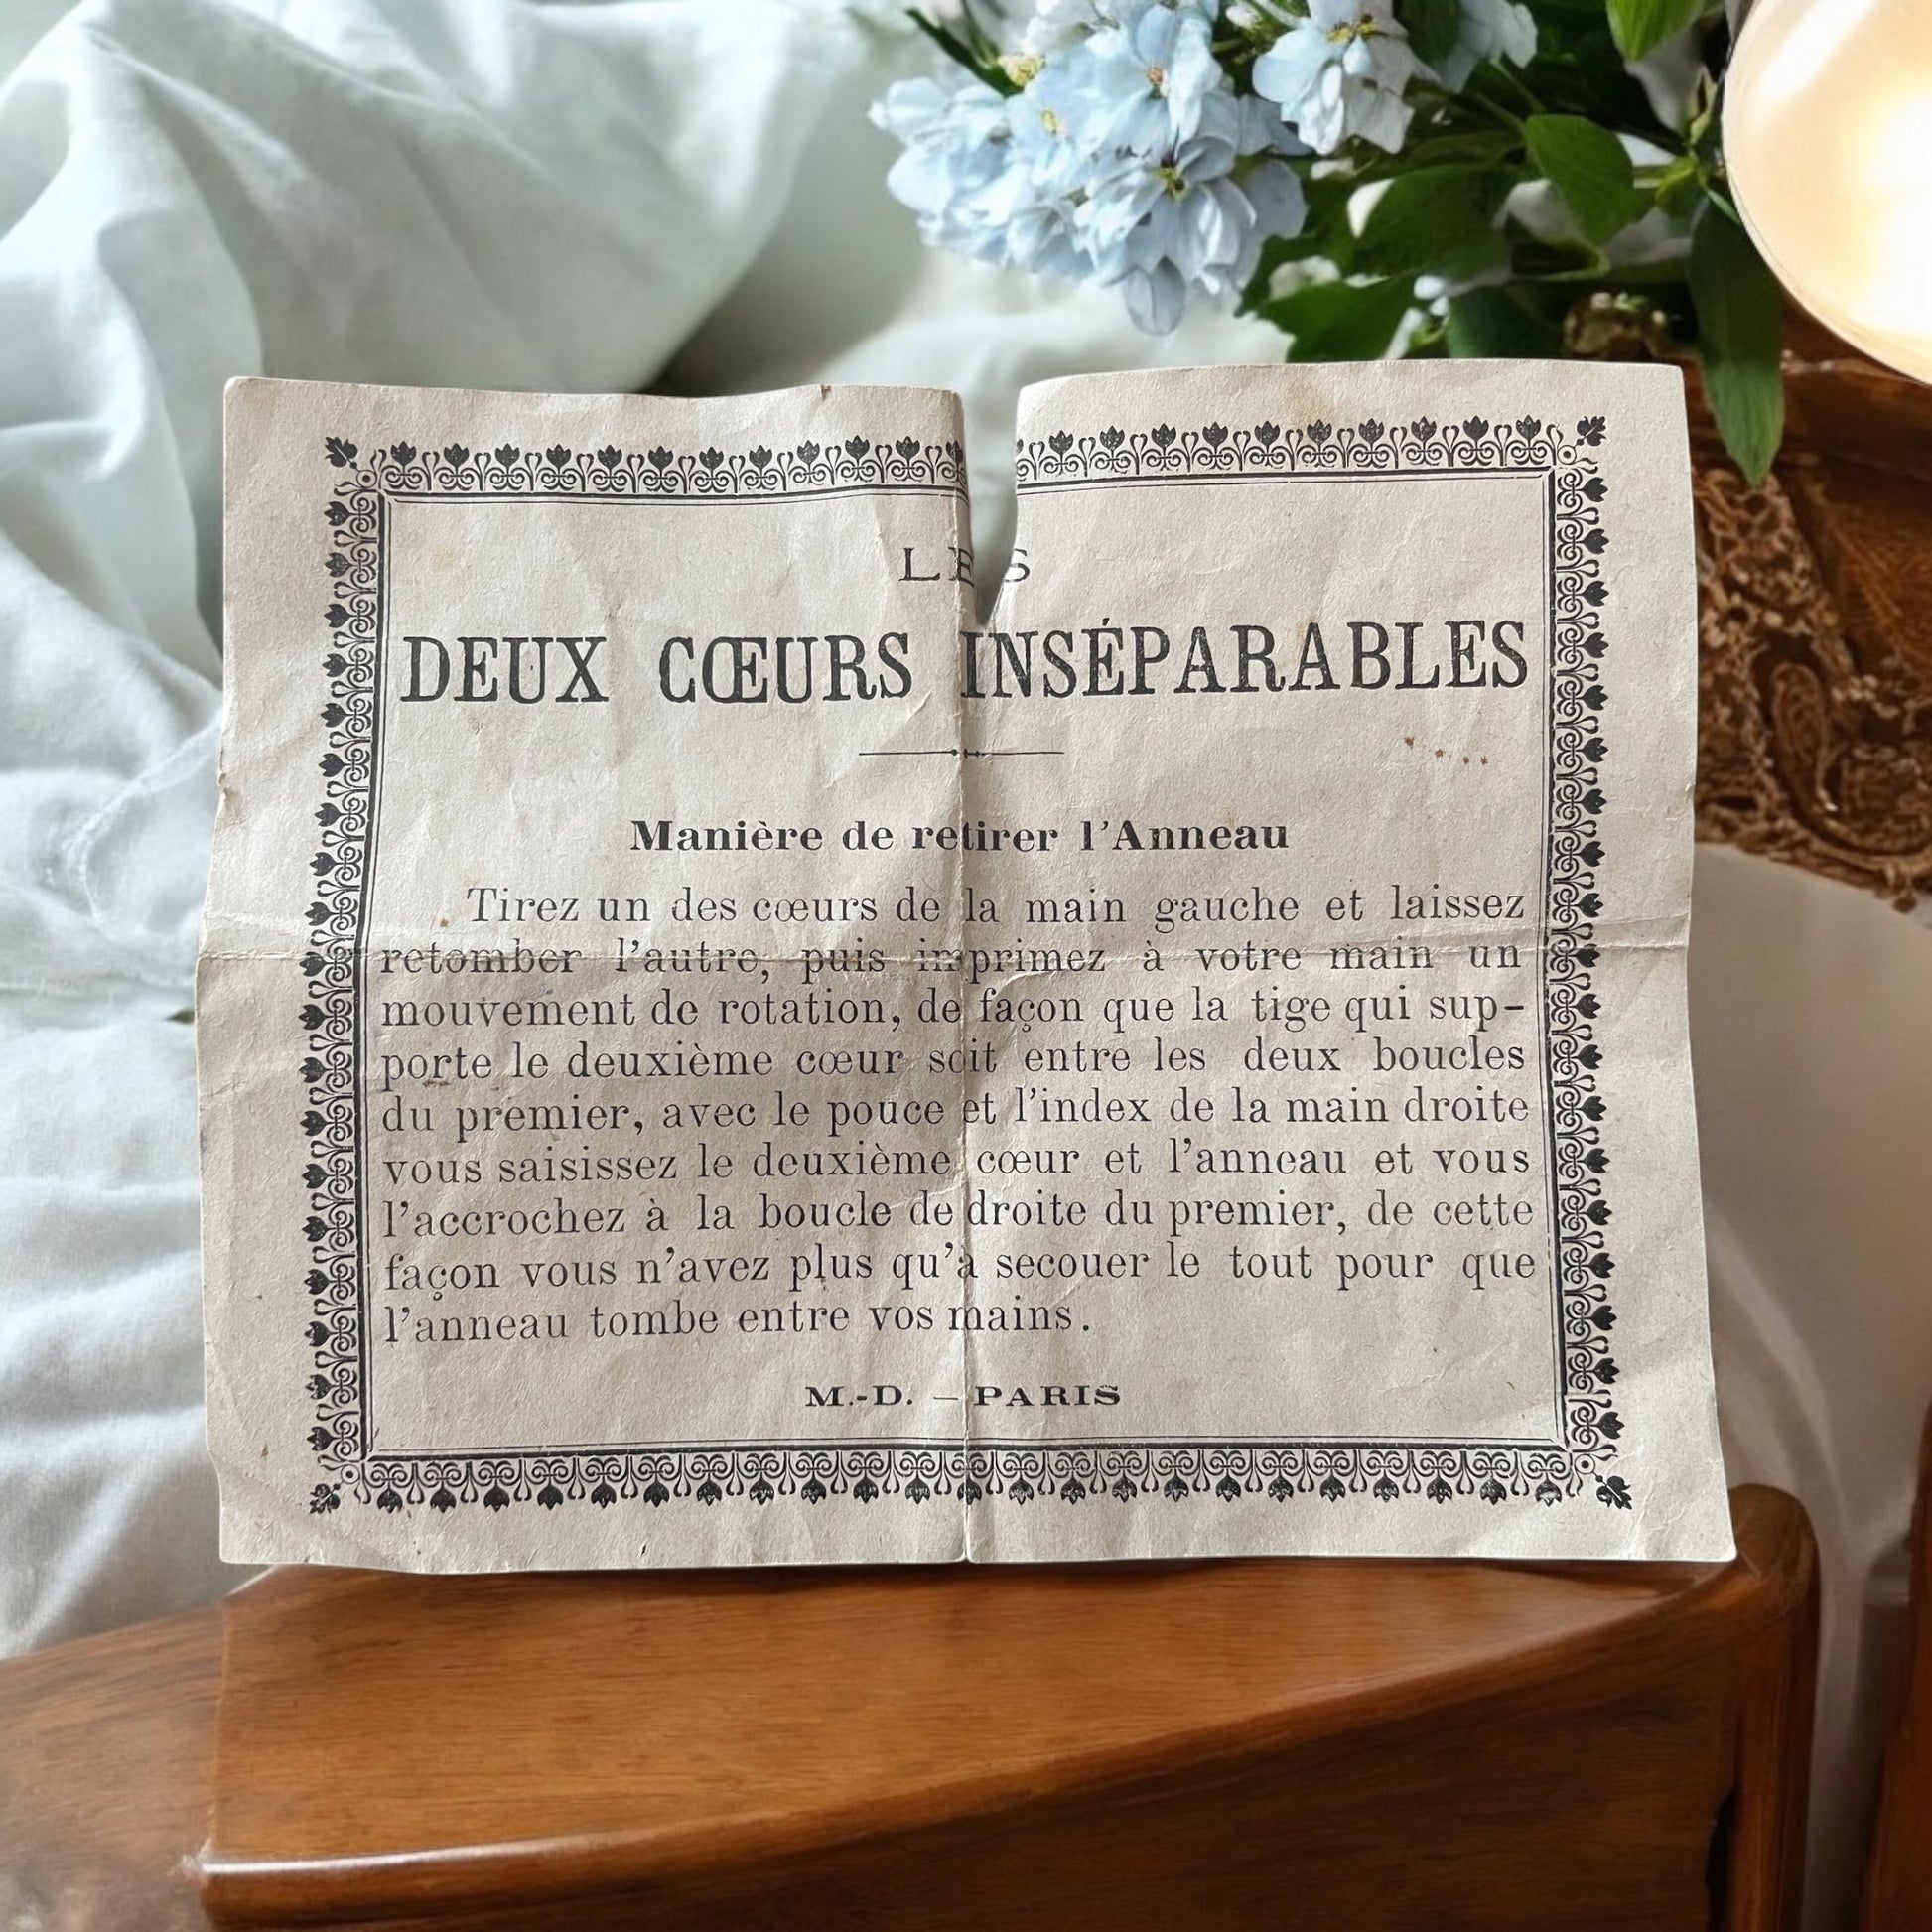 LES
DEUX CŒURS INSÉPARABLES
Manière de retirer l'Anneau
Tirez un des cœurs de la main gauche et laissez
retomber l'autre, puis imprimez à votre main un
mouvement de rotation, de façon que la tige qui sup-
porte le deuxième cœur soit entre les deux boucles
du premier, avec le pouce et l'index de la main droite
vous saisissez le deuxième cœur et l'anneau et vous
l'accrochez à la boucle de droite du premier, de cette
façon vous n'avez plus qu'à secouer le tout pour que
l'anneau tombe entre vos mains.
M.-D. – PARIS